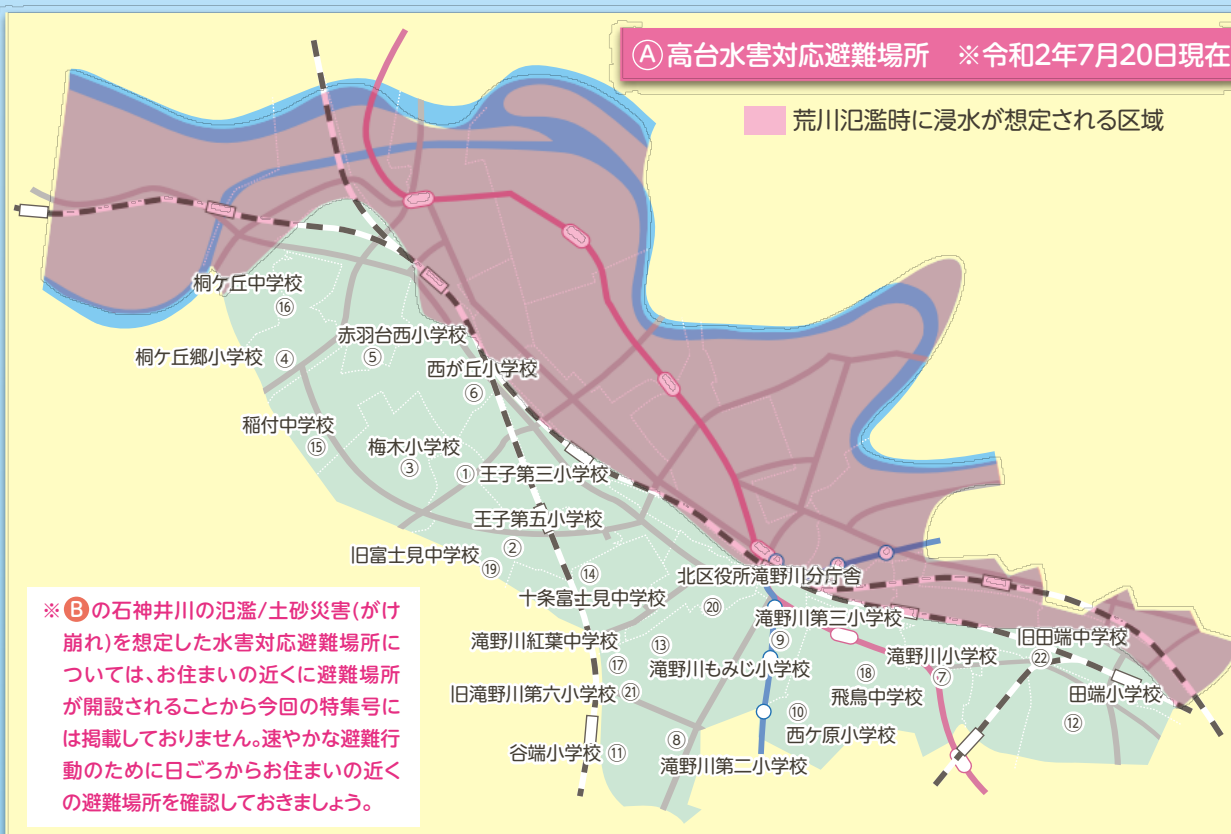 Ⓐ高台水害対応避難場所　※令和2年7月20日現在
荒川氾濫時に浸水が想定される区域
桐ケ丘中学校
⑯
赤羽台西小学校
⑤
桐ケ丘郷小学校 ④
西が丘小学校
⑥
稲付中学校
⑮
梅木小学校
③
① 王子第三小学校
王子第五小学校
②
旧富士見中学校
⑲
⑭
十条富士見中学校
北区役所滝野川分庁舎
⑳
滝野川第三小学校
⑨
滝野川紅葉中学校
⑰
⑬
滝野川もみじ小学校
旧田端中学校
㉒
滝野川小学校
⑦
⑱
飛鳥中学校
田端小学校
⑫
旧滝野川第六小学校 ㉑
⑩
西ケ原小学校
谷端小学校 ⑪
⑧
滝野川第二小学校
※Ⓑの石神井川の氾濫/土砂災害(がけ
崩れ)を想定した水害対応避難場所に
ついては、お住まいの近くに避難場所
が開設されることから今回の特集号に
は掲載しておりません。速やかな避難行
動のために日ごろからお住まいの近く
の避難場所を確認しておきましょう。